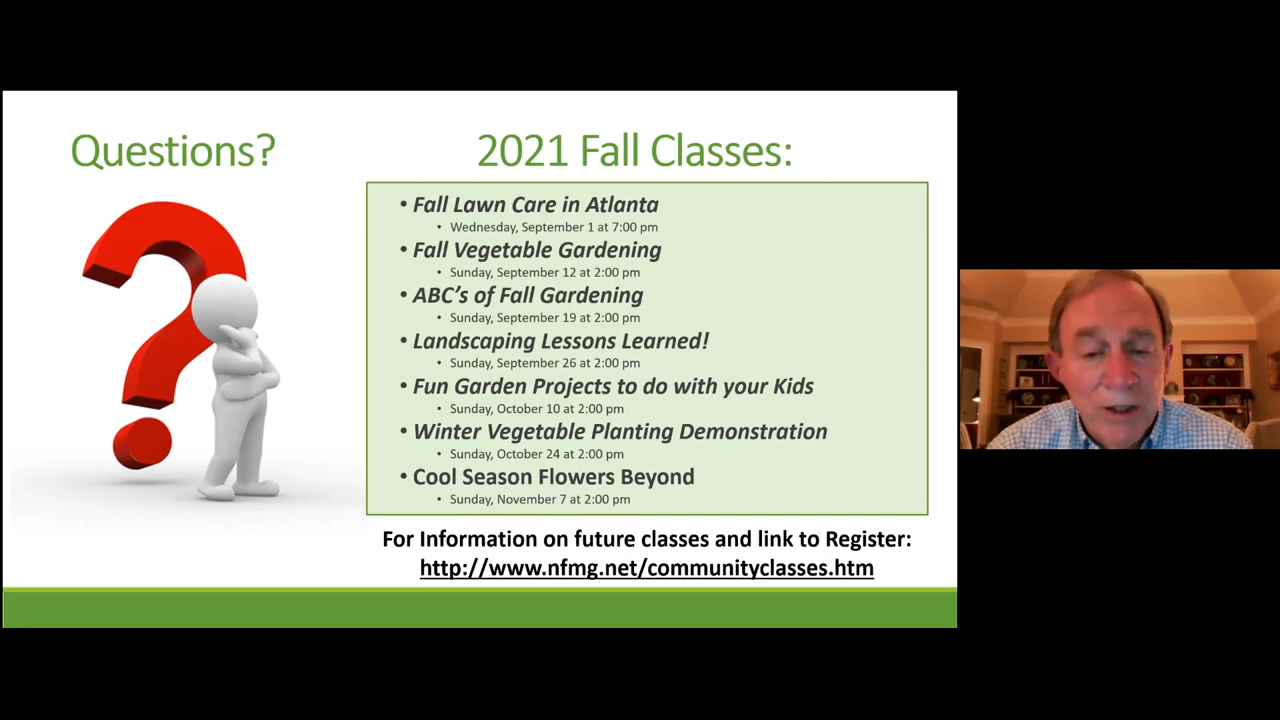 Questions?
2021 Fall Classes:
• Fall Lawn Care in Atlanta
• Wednesday, September 1 at 7:00 pm
• Fall Vegetable Gardening
• Sunday, September 12 at 2:00 pm
• ABC’s of Fall Gardening
• Sunday, September 19 at 2:00 pm
• Landscaping Lessons Learned!
• Sunday, September 26 at 2:00 pm
• Fun Garden Projects to do with your Kids
• Sunday, October 10 at 2:00 pm
• Winter Vegetable Planting Demonstration
• Sunday, October 24 at 2:00 pm
• Cool Season Flowers Beyond
• Sunday, November 7 at 2:00 pm
For Information on future classes and link to Register:
http://www.nfmg.net/communityclasses.htm